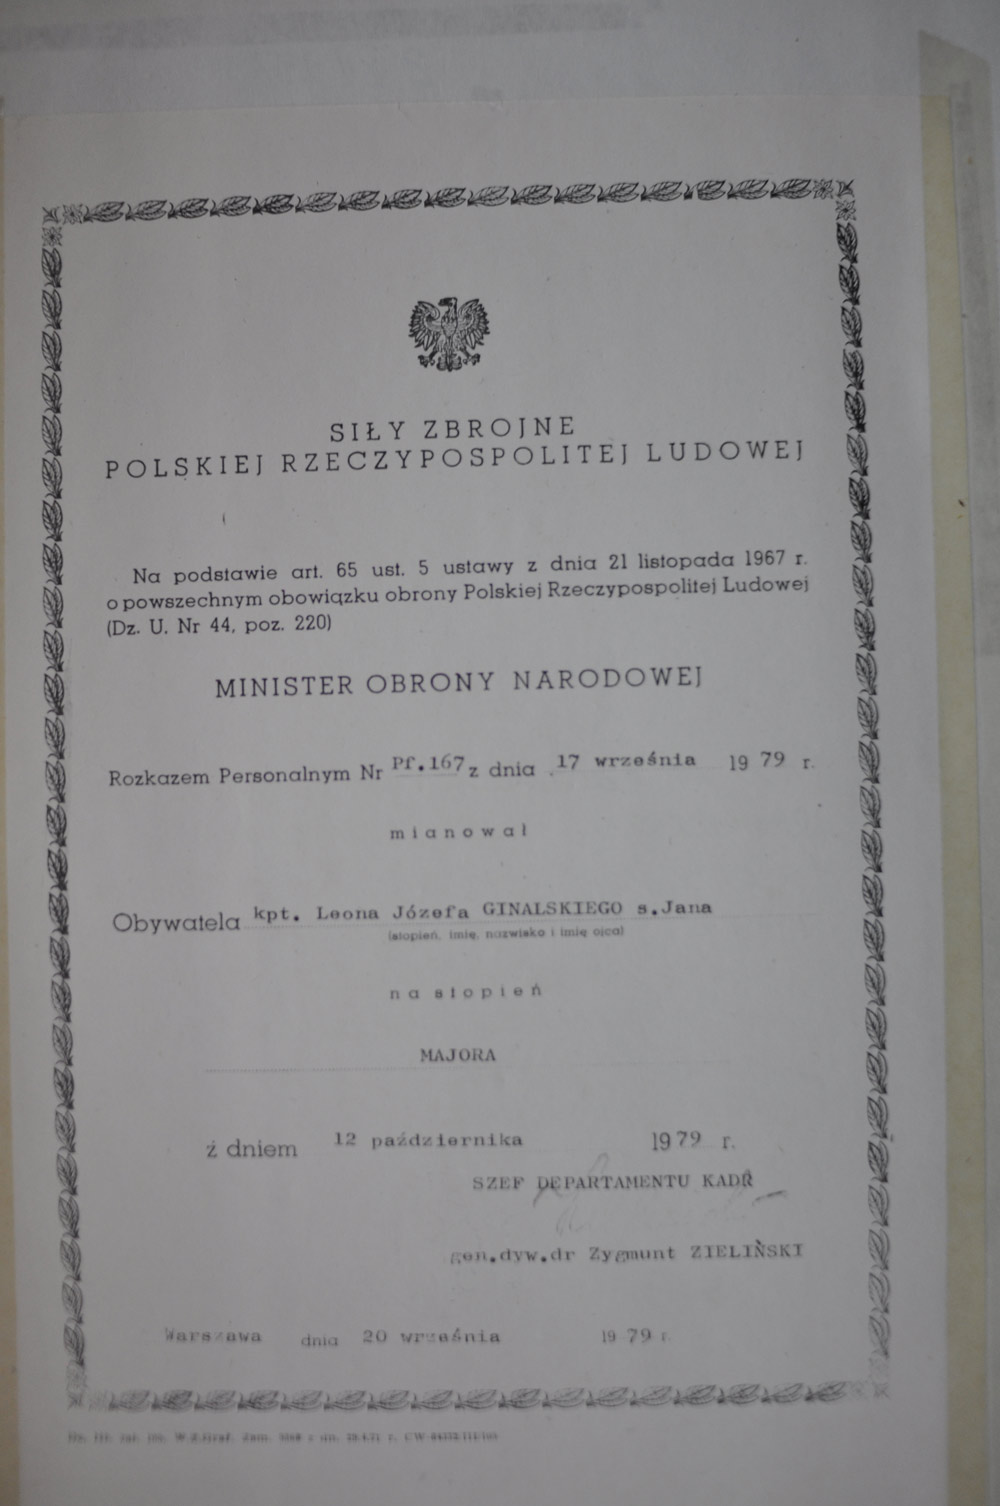 SIŁY ZBROJNE
POLSKIEJ RZECZYPOSPOLITEJ LUDOWEJ
Na podstawie art. 65 ust. 5 ustawy z dnia 21 listopada 1967 r.
o powszechnym obowiązku obrony Polskiej Rzeczypospolitej Ludowej
(Dz. U. Nr 44, poz. 220)
MINISTER OBRONY NARODOWEJ
Rozkazem Personalnym Nr Pf.167 z dnia 17 września 1979 r.
mianował
Obywatela kpt. Leona Józefa GINALSKIEGO s.Jana
(stopień, imię, nazwisko i imię ojca)
na stopień
MAJORA
z dniem 12 października 1979 r.
SZEF DEPARTAMENTU KADR
gen.dyw.dr Zygmunt ZIELIŃSKI
Warszawa dnia 20 września 1979 r.